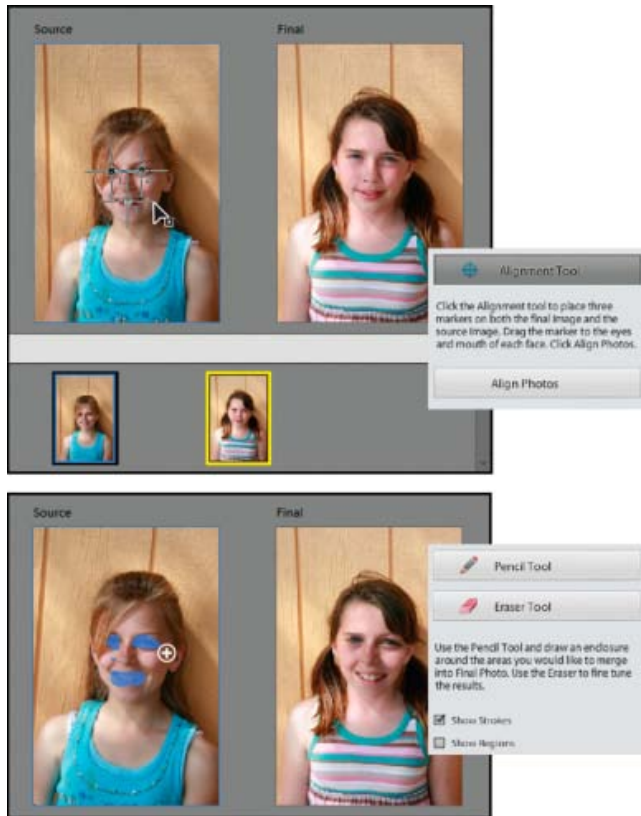 Source
Final
Alignment Tool
Click the Alignment tool to place three
markers on both the final image and the
source image. Drag the marker to the eyes
and mouth of each face. Click Align Photos.
Align Photos
Source
Final
Pencil Tool
Eraser Tool
Use the Pencil Tool and draw an enclosure
around the areas you would like to merge
into Final Photo. Use the Eraser to fine tune
the results.
Show Strokes
Show Regions